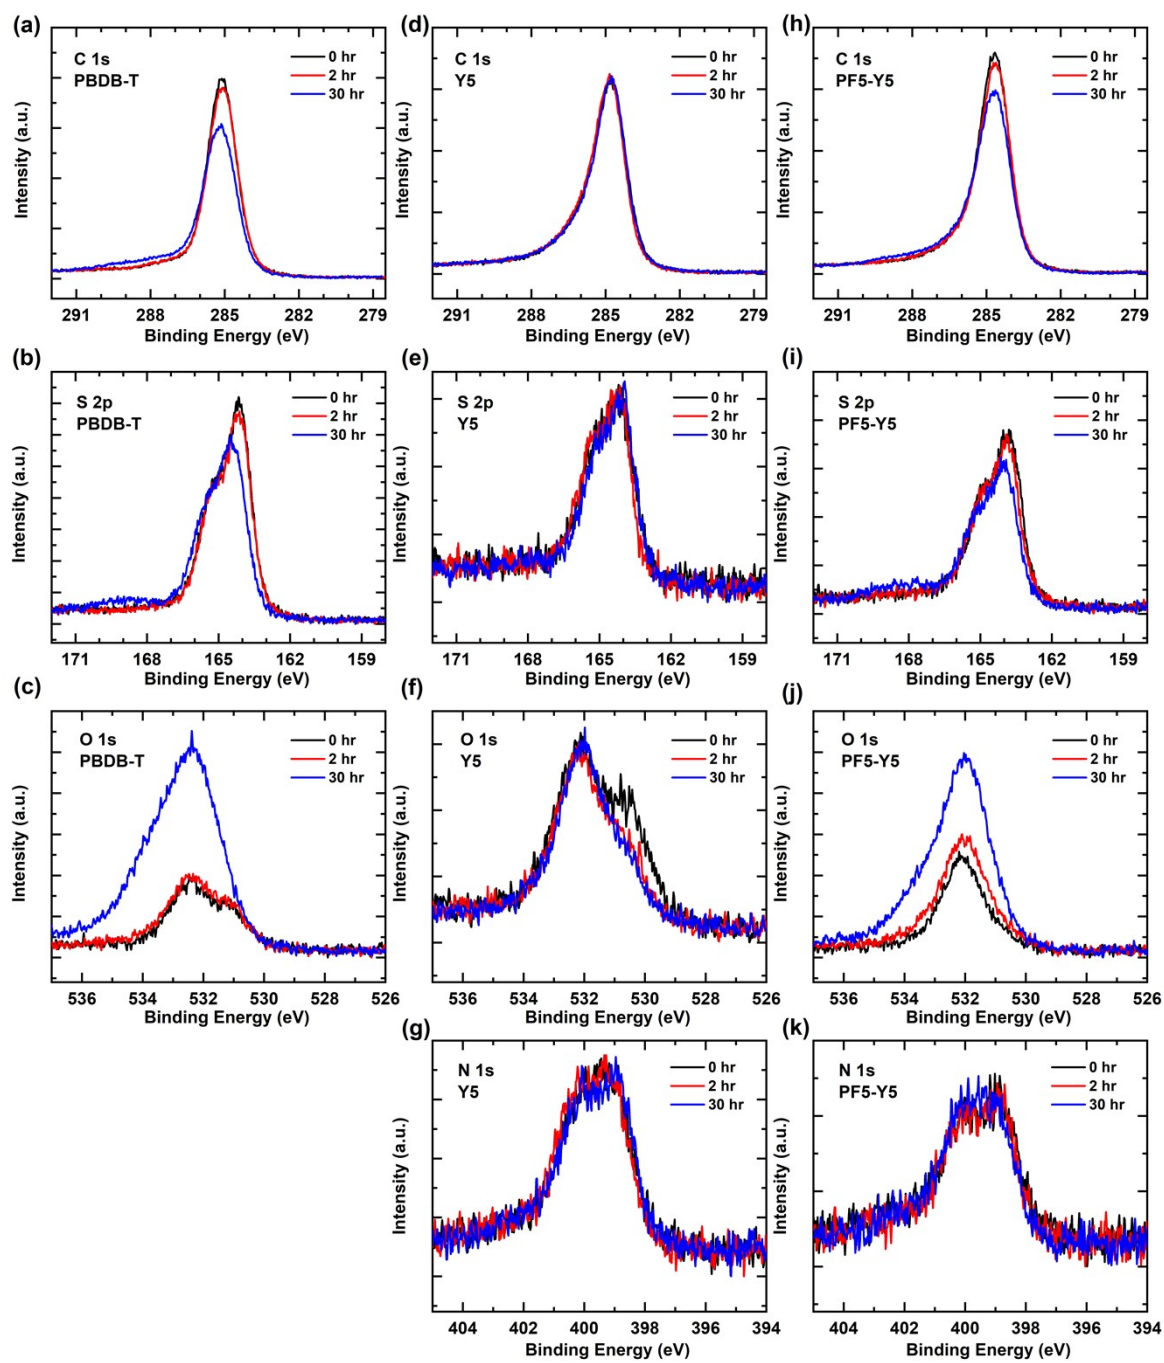 (a)
C 1s
PBDB-T
0 hr
2 hr
30 hr
Intensity (a.u.)
291 288 285 282 279
Binding Energy (eV)
(d)
C 1s
Y5
0 hr
2 hr
30 hr
Intensity (a.u.)
291 288 285 282 279
Binding Energy (eV)
(h)
C 1s
PF5-Y5
0 hr
2 hr
30 hr
Intensity (a.u.)
291 288 285 282 279
Binding Energy (eV)
(b)
S 2p
PBDB-T
0 hr
2 hr
30 hr
Intensity (a.u.)
171 168 165 162 159
Binding Energy (eV)
(e)
S 2p
Y5
0 hr
2 hr
30 hr
Intensity (a.u.)
171 168 165 162 159
Binding Energy (eV)
(i)
S 2p
PF5-Y5
0 hr
2 hr
30 hr
Intensity (a.u.)
171 168 165 162 159
Binding Energy (eV)
(c)
O 1s
PBDB-T
0 hr
2 hr
30 hr
Intensity (a.u.)
536 534 532 530 528 526
Binding Energy (eV)
(f)
O 1s
Y5
0 hr
2 hr
30 hr
Intensity (a.u.)
536 534 532 530 528 526
Binding Energy (eV)
(j)
O 1s
PF5-Y5
0 hr
2 hr
30 hr
Intensity (a.u.)
536 534 532 530 528 526
Binding Energy (eV)
(g)
N 1s
Y5
0 hr
2 hr
30 hr
Intensity (a.u.)
404 402 400 398 396 394
Binding Energy (eV)
(k)
N 1s
PF5-Y5
0 hr
2 hr
30 hr
Intensity (a.u.)
404 402 400 398 396 394
Binding Energy (eV)